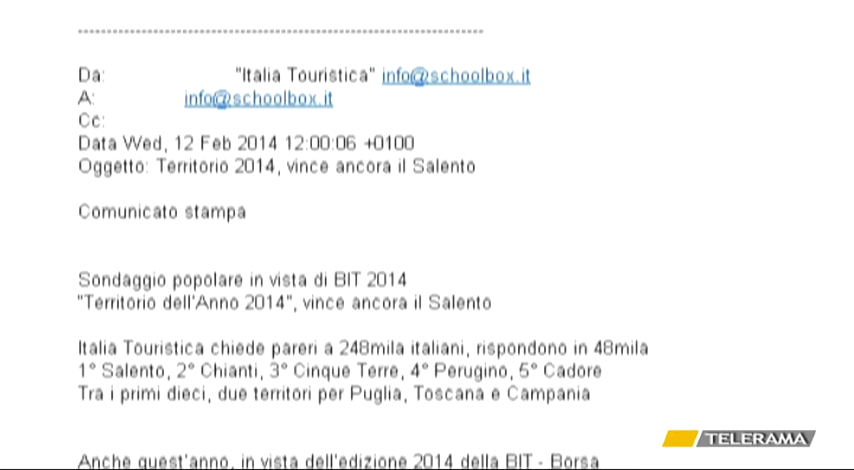 Da: "Italia Touristica" info@schoolbox.it
A: info@schoolbox.it
Cc:
Data Wed, 12 Feb 2014 12:00:06 +0100
Oggetto: Territorio 2014, vince ancora il Salento
Comunicato stampa
Sondaggio popolare in vista di BIT 2014
"Territorio dell'Anno 2014", vince ancora il Salento
Italia Touristica chiede pareri a 248mila italiani, rispondono in 48mila
1° Salento, 2° Chianti, 3° Cinque Terre, 4° Perugino, 5° Cadore
Tra i primi dieci, due territori per Puglia, Toscana e Campania
TELERAMA
Anche quest'anno, in vista dell'edizione 2014 della BIT - Borsa